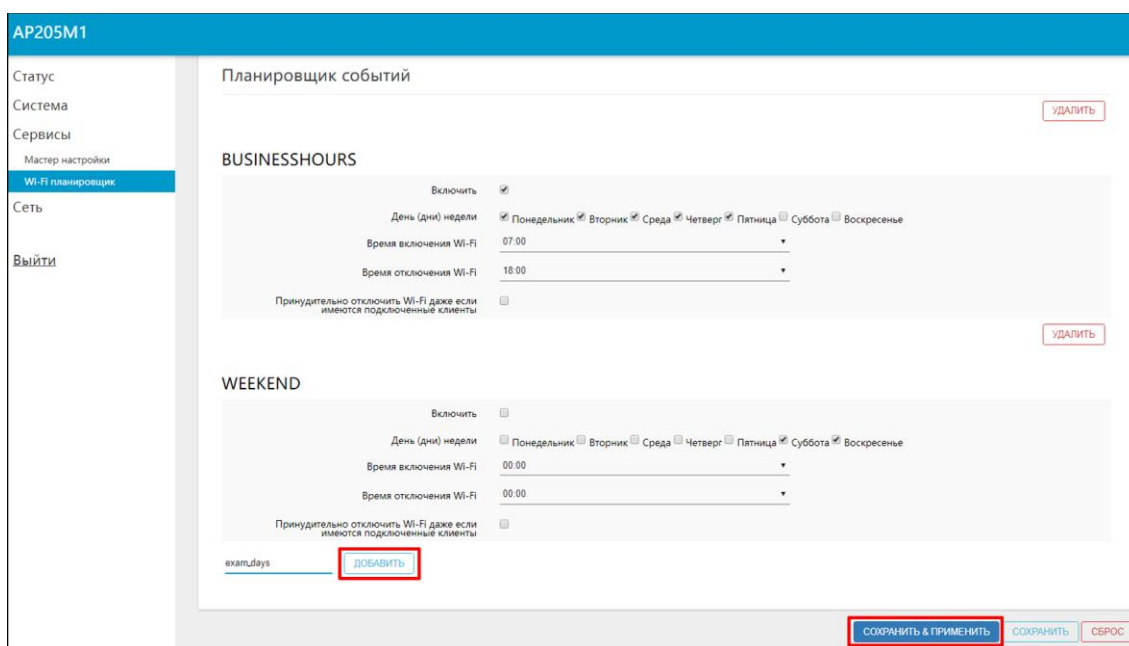 AP205M1
Статус
Система
Сервисы
Мастер настройки
Wi-Fi планировщик
Сеть
Выйти
Планировщик событий
УДАЛИТЬ
BUSINESSHOURS
Включить
День (дни) недели Понедельник Вторник Среда Четверг Пятница Суббота Воскресенье
Время включения Wi-Fi 07:00
Время отключения Wi-Fi 18:00
Принудительно отключить Wi-Fi даже если
имеются подключенные клиенты
УДАЛИТЬ
WEEKEND
Включить
День (дни) недели Понедельник Вторник Среда Четверг Пятница Суббота Воскресенье
Время включения Wi-Fi 00:00
Время отключения Wi-Fi 00:00
Принудительно отключить Wi-Fi даже если
имеются подключенные клиенты
exam_days ДОБАВИТЬ
СОХРАНИТЬ & ПРИМЕНИТЬ СОХРАНИТЬ СБРОС